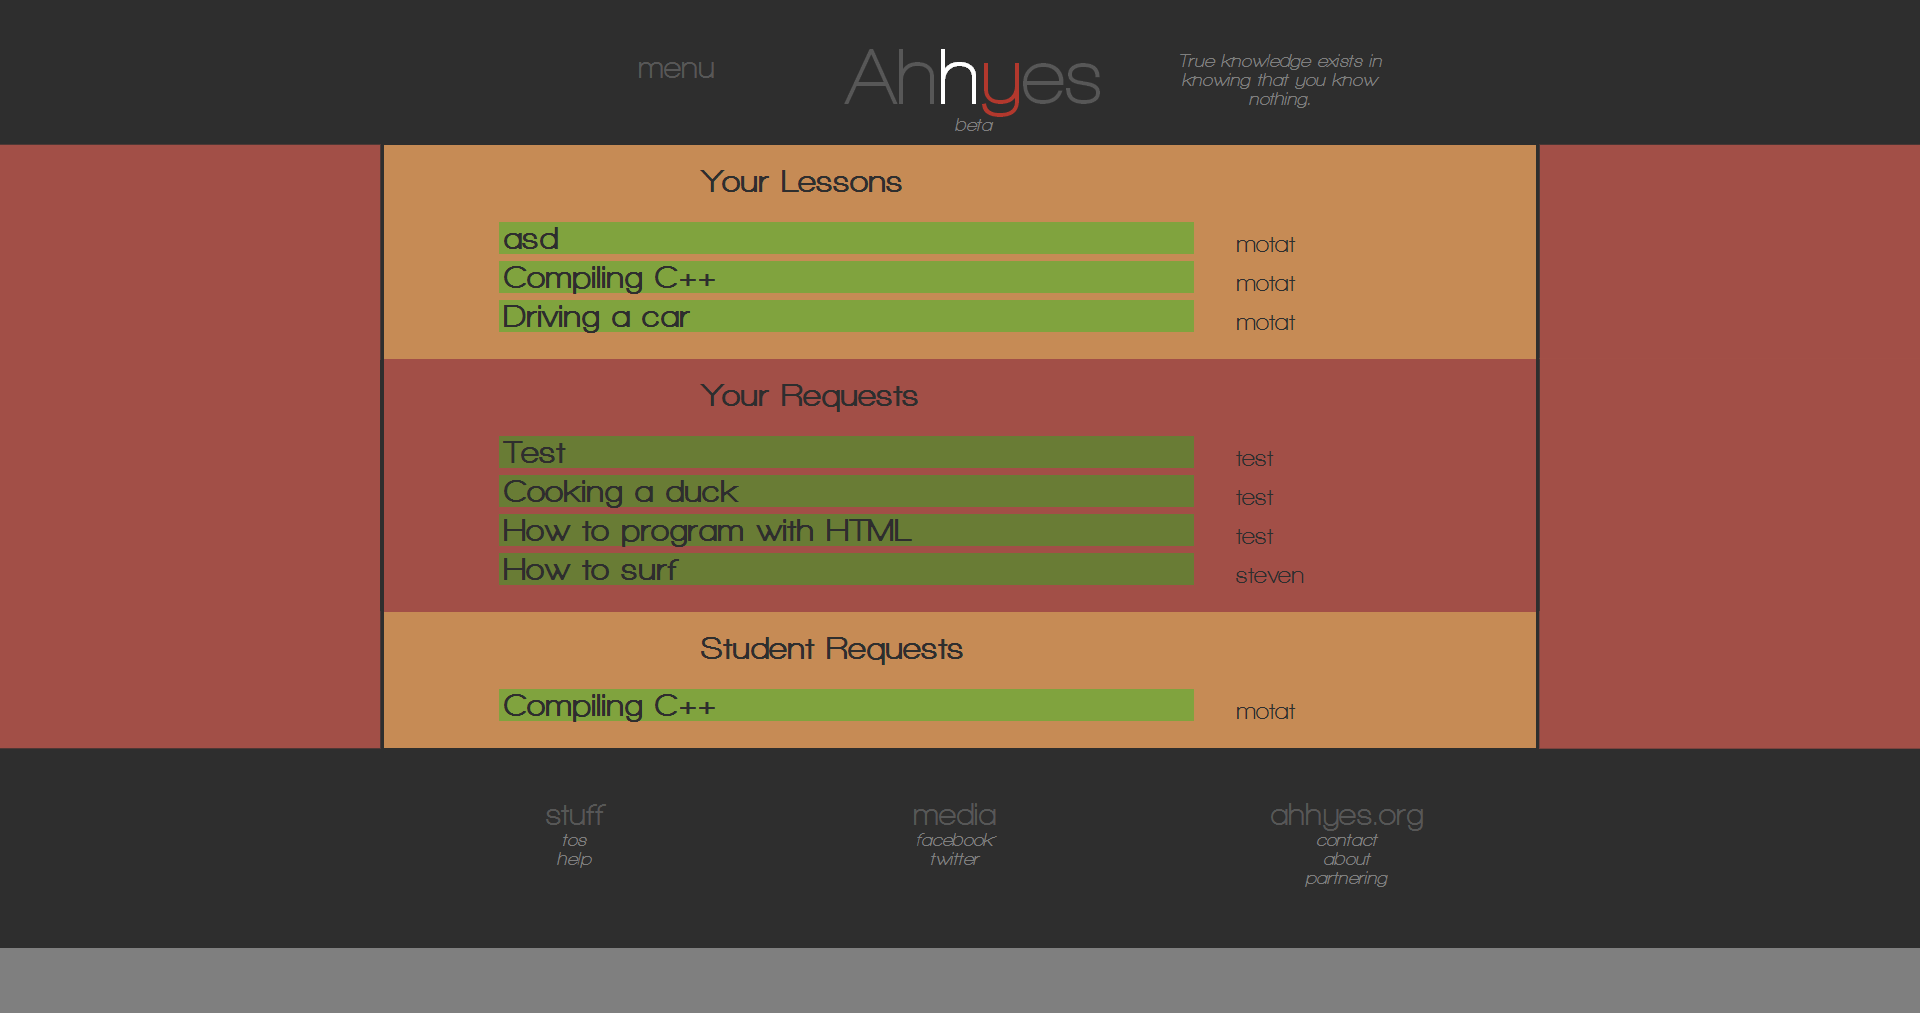 menu
Ahhyes
beta
True knowledge exists in
knowing that you know
nothing.
Your Lessons
asd motat
Compiling C++ motat
Driving a car motat
Your Requests
Test test
Cooking a duck test
How to program with HTML test
How to surf steven
Student Requests
Compiling C++ motat
stuff
tos
help
media
facebook
twitter
ahhyes.org
contact
about
partnering